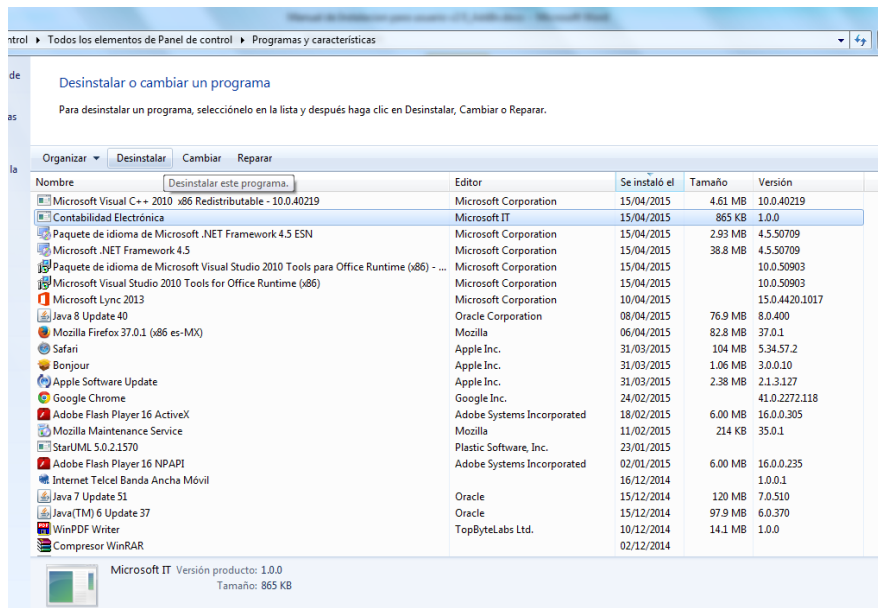 ntrol ▸ Todos los elementos de Panel de control ▸ Programas y características
de
as
la
Desinstalar o cambiar un programa
Para desinstalar un programa, selecciónelo en la lista y después haga clic en Desinstalar, Cambiar o Reparar.
Organizar Desinstalar Cambiar Reparar
Desinstalar este programa.
Nombre Editor Se instaló el Tamaño Versión
Microsoft Visual C++ 2010 x86 Redistributable - 10.0.40219 Microsoft Corporation 15/04/2015 4.61 MB 10.0.40219
Contabilidad Electrónica Microsoft IT 15/04/2015 865 KB 1.0.0
Paquete de idioma de Microsoft .NET Framework 4.5 ESN Microsoft Corporation 15/04/2015 2.93 MB 4.5.50709
Microsoft .NET Framework 4.5 Microsoft Corporation 15/04/2015 38.8 MB 4.5.50709
Paquete de idioma de Microsoft Visual Studio 2010 Tools para Office Runtime (x86) - ... Microsoft Corporation 15/04/2015 10.0.50903
Microsoft Visual Studio 2010 Tools for Office Runtime (x86) Microsoft Corporation 15/04/2015 10.0.50903
Microsoft Lync 2013 Microsoft Corporation 10/04/2015 15.0.4420.1017
Java 8 Update 40 Oracle Corporation 08/04/2015 76.9 MB 8.0.400
Mozilla Firefox 37.0.1 (x86 es-MX) Mozilla 06/04/2015 82.8 MB 37.0.1
Safari Apple Inc. 31/03/2015 104 MB 5.34.57.2
Bonjour Apple Inc. 31/03/2015 1.06 MB 3.0.0.10
Apple Software Update Apple Inc. 31/03/2015 2.38 MB 2.1.3.127
Google Chrome Google Inc. 24/02/2015 41.0.2272.118
Adobe Flash Player 16 ActiveX Adobe Systems Incorporated 18/02/2015 6.00 MB 16.0.0.305
Mozilla Maintenance Service Mozilla 11/02/2015 214 KB 35.0.1
StarUML 5.0.2.1570 Plastic Software, Inc. 23/01/2015
Adobe Flash Player 16 NPAPI Adobe Systems Incorporated 02/01/2015 6.00 MB 16.0.0.235
Internet Telcel Banda Ancha Móvil 16/12/2014 1.0.0.1
Java 7 Update 51 Oracle 15/12/2014 120 MB 7.0.510
Java(TM) 6 Update 37 Oracle 15/12/2014 97.9 MB 6.0.370
WinPDF Writer TopByteLabs Ltd. 10/12/2014 14.1 MB 1.0.0
Compresor WinRAR 02/12/2014
Microsoft IT Versión producto: 1.0.0
Tamaño: 865 KB